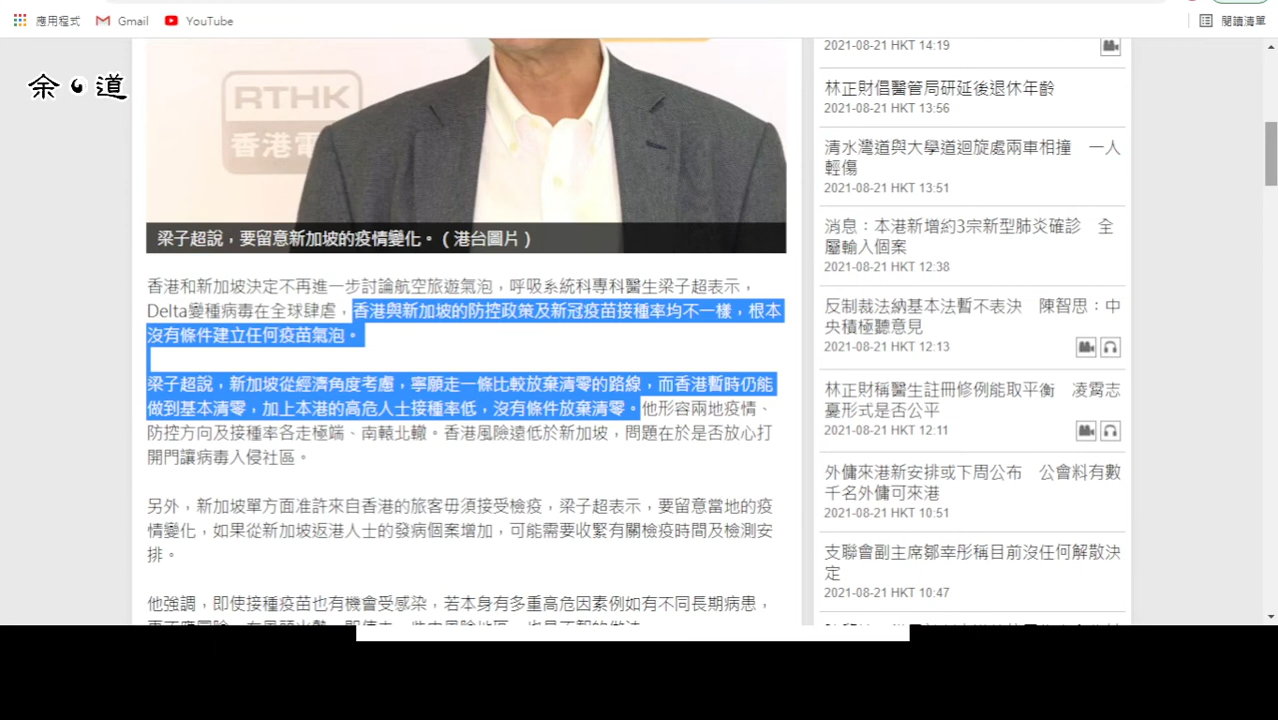 應用程式
Gmail
YouTube
閱讀清單
余 道
RTHK
香港電
梁子超說，要留意新加坡的疫情變化。（港台圖片）
香港和新加坡決定不再進一步討論航空旅遊氣泡，呼吸系統科專科醫生梁子超表示，
Delta變種病毒在全球肆虐，香港與新加坡的防控政策及新冠疫苗接種率均不一樣，根本
沒有條件建立任何疫苗氣泡。
梁子超說，新加坡從經濟角度考慮，寧願走一條比較放棄清零的路線，而香港暫時仍能
做到基本清零，加上本港的高危人士接種率低，沒有條件放棄清零。他形容兩地疫情、
防控方向及接種率各走極端、南轅北轍。香港風險遠低於新加坡，問題在於是否放心打
開門讓病毒入侵社區。
另外，新加坡單方面准許來自香港的旅客毋須接受檢疫，梁子超表示，要留意當地的疫
情變化，如果從新加坡返港人士的發病個案增加，可能需要收緊有關檢疫時間及檢測安
排。
他強調，即使接種疫苗也有機會受感染，若本身有多重高危因素例如有不同長期病患，
2021-08-21 HKT 14:19
林正財倡醫管局研延後退休年齡
2021-08-21 HKT 13:56
清水灣道與大學道迴旋處兩車相撞　一人
輕傷
2021-08-21 HKT 13:51
消息：本港新增約3宗新型肺炎確診　全
屬輸入個案
2021-08-21 HKT 12:38
反制裁法納基本法暫不表決　陳智思：中
央積極聽意見
2021-08-21 HKT 12:13
林正財稱醫生註冊修例能取平衡　凌霄志
憂形式是否公平
2021-08-21 HKT 12:11
外傭來港新安排或下周公布　公會料有數
千名外傭可來港
2021-08-21 HKT 10:51
支聯會副主席鄒幸彤稱目前沒任何解散決
定
2021-08-21 HKT 10:47